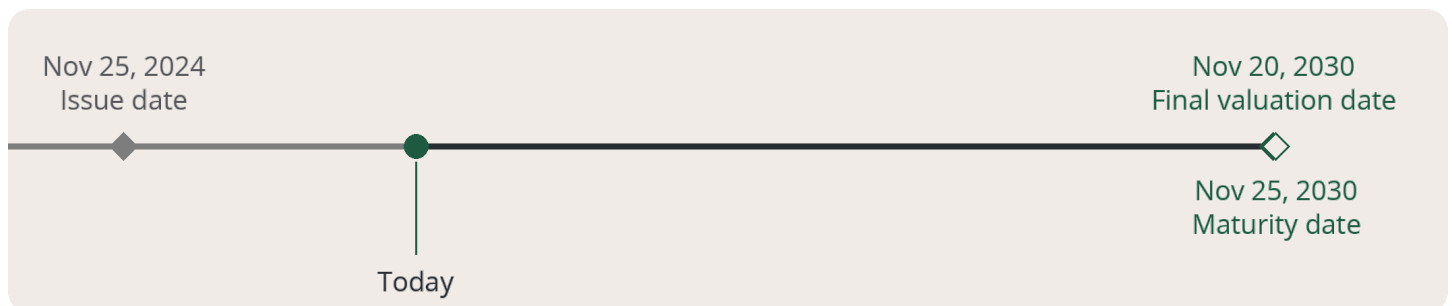 Nov 25, 2024
Issue date
Nov 20, 2030
Final valuation date
Nov 25, 2030
Maturity date
Today